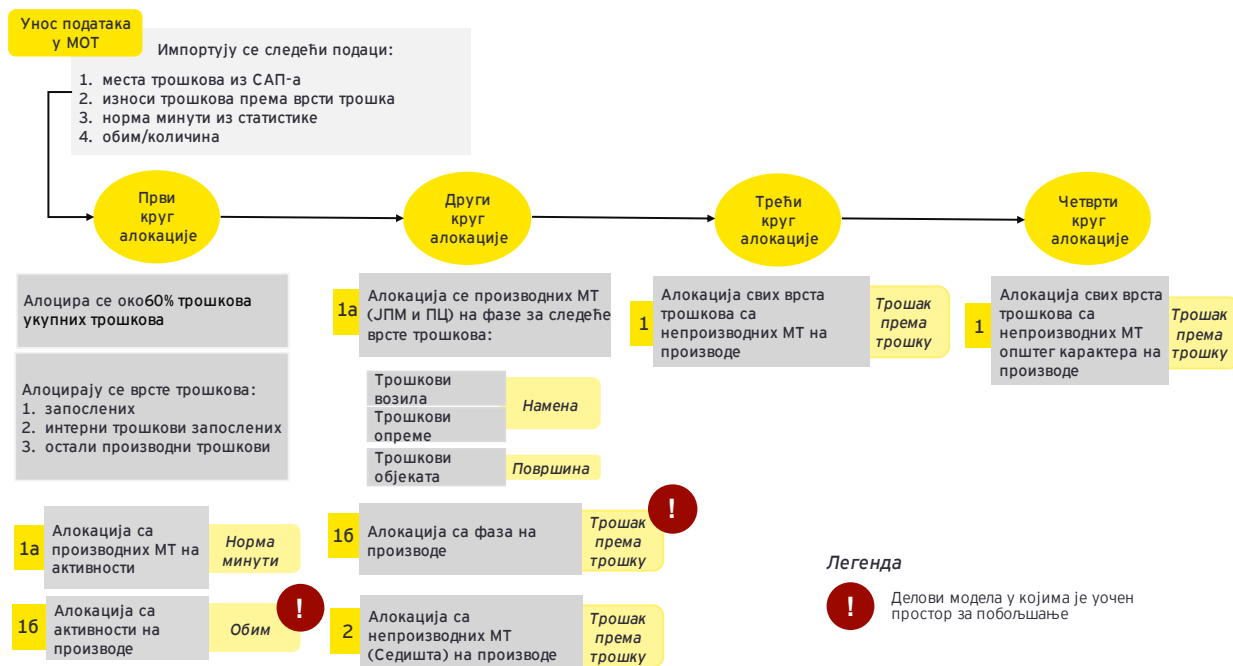 Унос података
у МОТ
Импортују се следећи подаци:
1. места трошкова из САП-а
2. износи трошкова према врсти трошка
3. норма минути из статистике
4. обим/количина
Први
круг
алокације
Други
круг
алокације
Трећи
круг
алокације
Четврти
круг
алокације
Алоцира се око60% трошкова
укупних трошкова
Алоцирају се врсте трошкова:
1. запослених
2. интерни трошкови запослених
3. остали производни трошкови
1а
Алокација са
производних МТ на
активности
Норма
минути
1б
Алокација са
активности на
производе
Обим
!
1а
Алокација се производних МТ
(ЈПМ и ПЦ) на фазе за следеће
врсте трошкова:
Трошкови
возила
Трошкови
опреме
Намена
Трошкови
објеката
Површина
1б
Алокација са фаза на
производе
Трошак
према
трошку
!
2
Алокација са
непроизводних МТ
(Седишта) на производе
Трошак
према
трошку
1
Алокација свих врста
трошкова са
непроизводних МТ на
производе
Трошак
према
трошку
1
Алокација свих врста
трошкова са
непроизводних МТ
општег карактера на
производе
Трошак
према
трошку
Легенда
!
Делови модела у којима је уочен
простор за побољшање